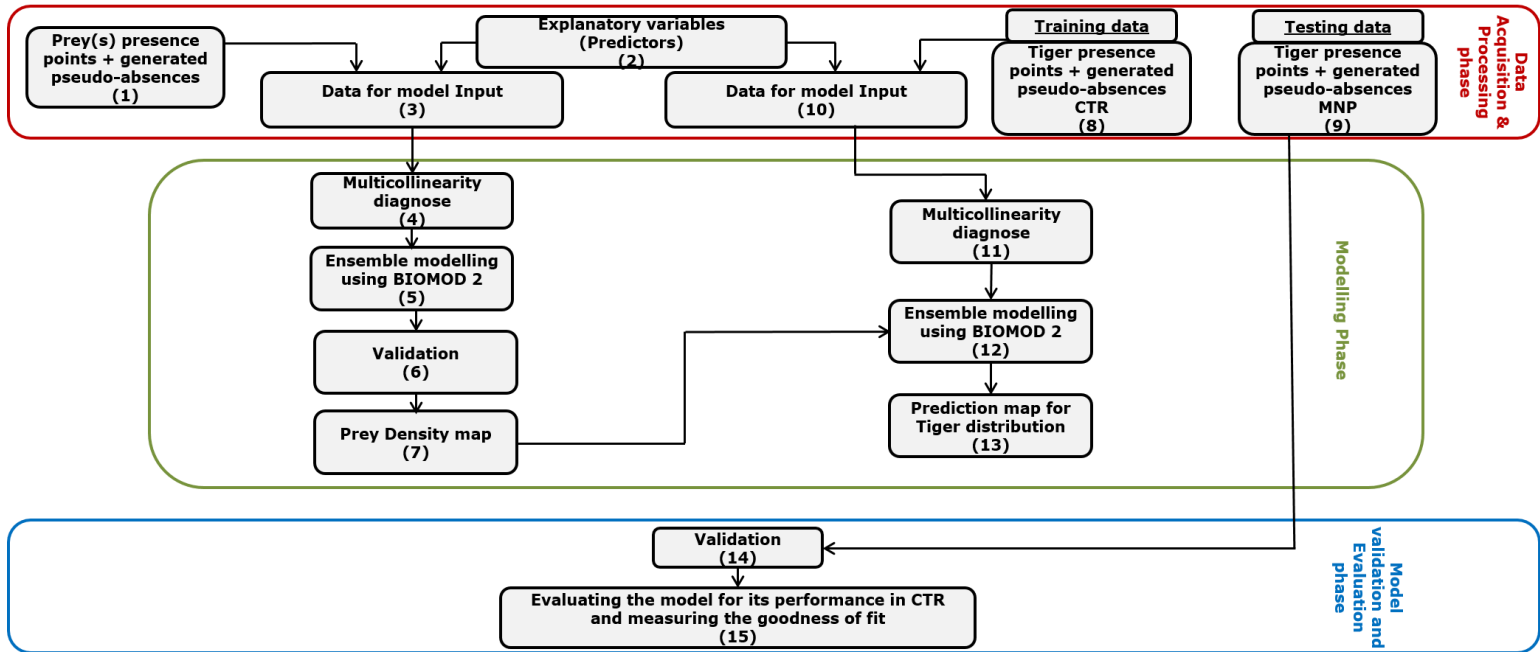 Prey(s) presence
points + generated
pseudo-absences
(1)
Explanatory variables
(Predictors)
(2)
Training data
Tiger presence
points + generated
pseudo-absences
CTR
(8)
Testing data
Tiger presence
points + generated
pseudo-absences
MNP
(9)
Data for model Input
(3)
Data for model Input
(10)
Data
Acquisition &
Processing
phase
Multicollinearity
diagnose
(4)
Ensemble modelling
using BIOMOD 2
(5)
Validation
(6)
Prey Density map
(7)
Multicollinearity
diagnose
(11)
Ensemble modelling
using BIOMOD 2
(12)
Prediction map for
Tiger distribution
(13)
Modelling Phase
Validation
(14)
Evaluating the model for its performance in CTR
and measuring the goodness of fit
(15)
Model
validation and
Evaluation
phase